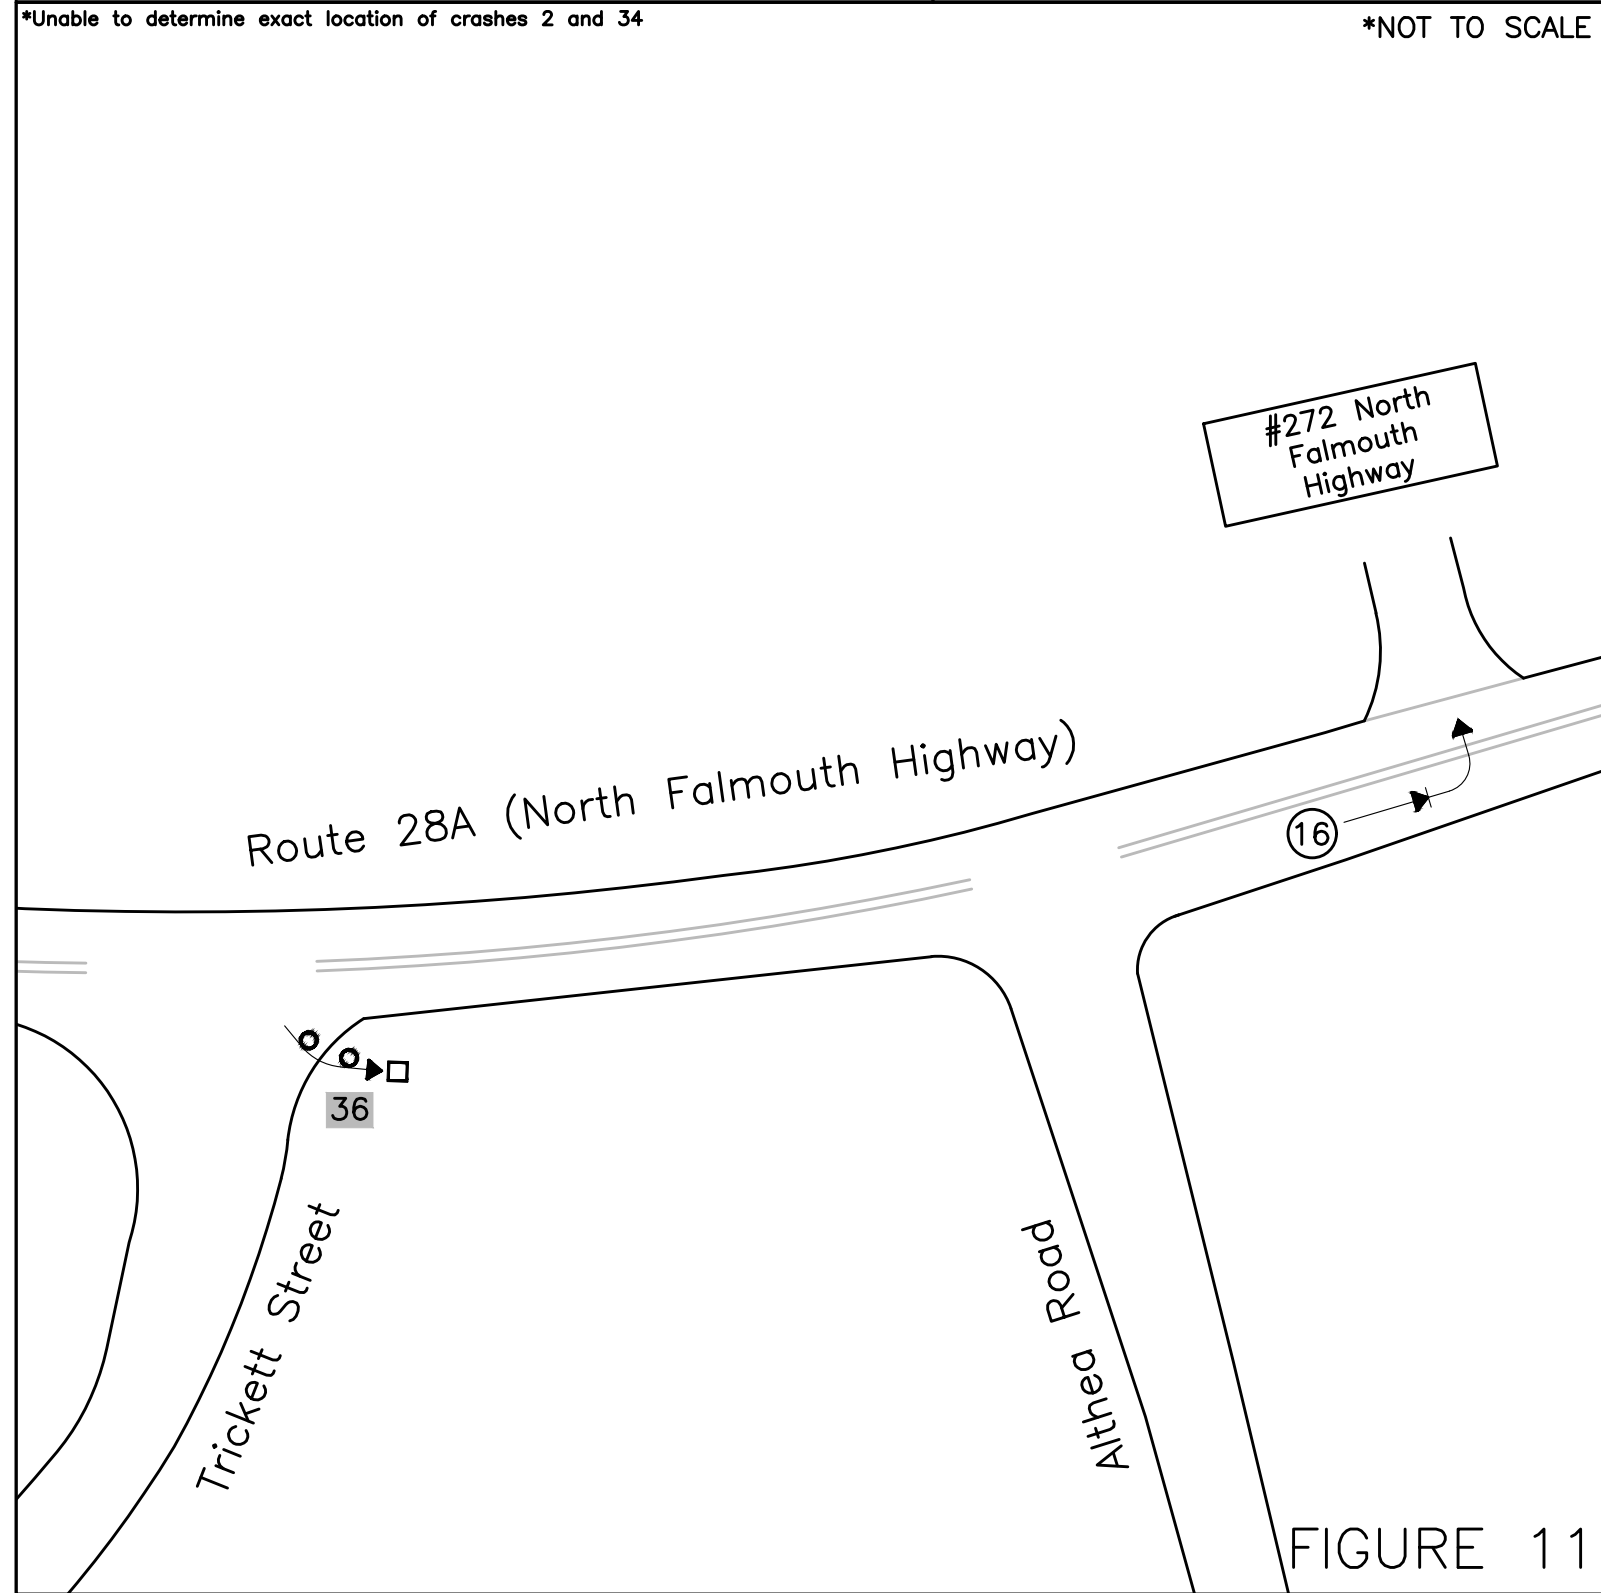 *Unable to determine exact location of crashes 2 and 34
*NOT TO SCALE
#272 North
Falmouth
Highway
Route 28A (North Falmouth Highway)
16
36
Trickett Street
Althea Road
FIGURE 11